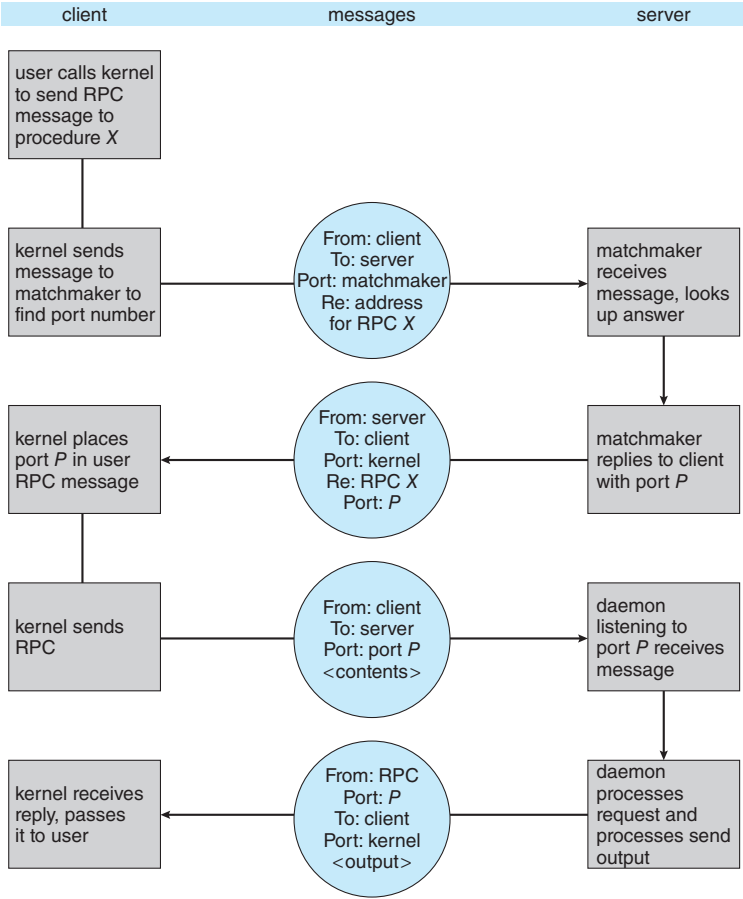 client
messages
server
user calls kernel
to send RPC
message to
procedure X
kernel sends
message to
matchmaker to
find port number
From: client
To: server
Port: matchmaker
Re: address
for RPC X
matchmaker
receives
message, looks
up answer
kernel places
port P in user
RPC message
From: server
To: client
Port: kernel
Re: RPC X
Port: P
matchmaker
replies to client
with port P
kernel sends
RPC
From: client
To: server
Port: port P
<contents>
daemon
listening to
port P receives
message
kernel receives
reply, passes
it to user
From: RPC
Port: P
To: client
Port: kernel
<output>
daemon
processes
request and
processes send
output